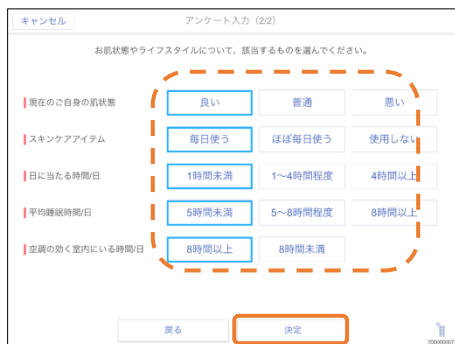 キャンセル アンケート入力 (2/2)
お肌状態やライフスタイルについて、該当するものを選んでください。
現在のご自身の肌状態 良い 普通 悪い
スキンケアアイテム 毎日使う ほぼ毎日使う 使用しない
日に当たる時間/日 1時間未満 1～4時間程度 4時間以上
平均睡眠時間/日 5時間未満 5～8時間程度 8時間以上
空調の効く室内にいる時間/日 8時間以上 8時間未満
戻る 決定